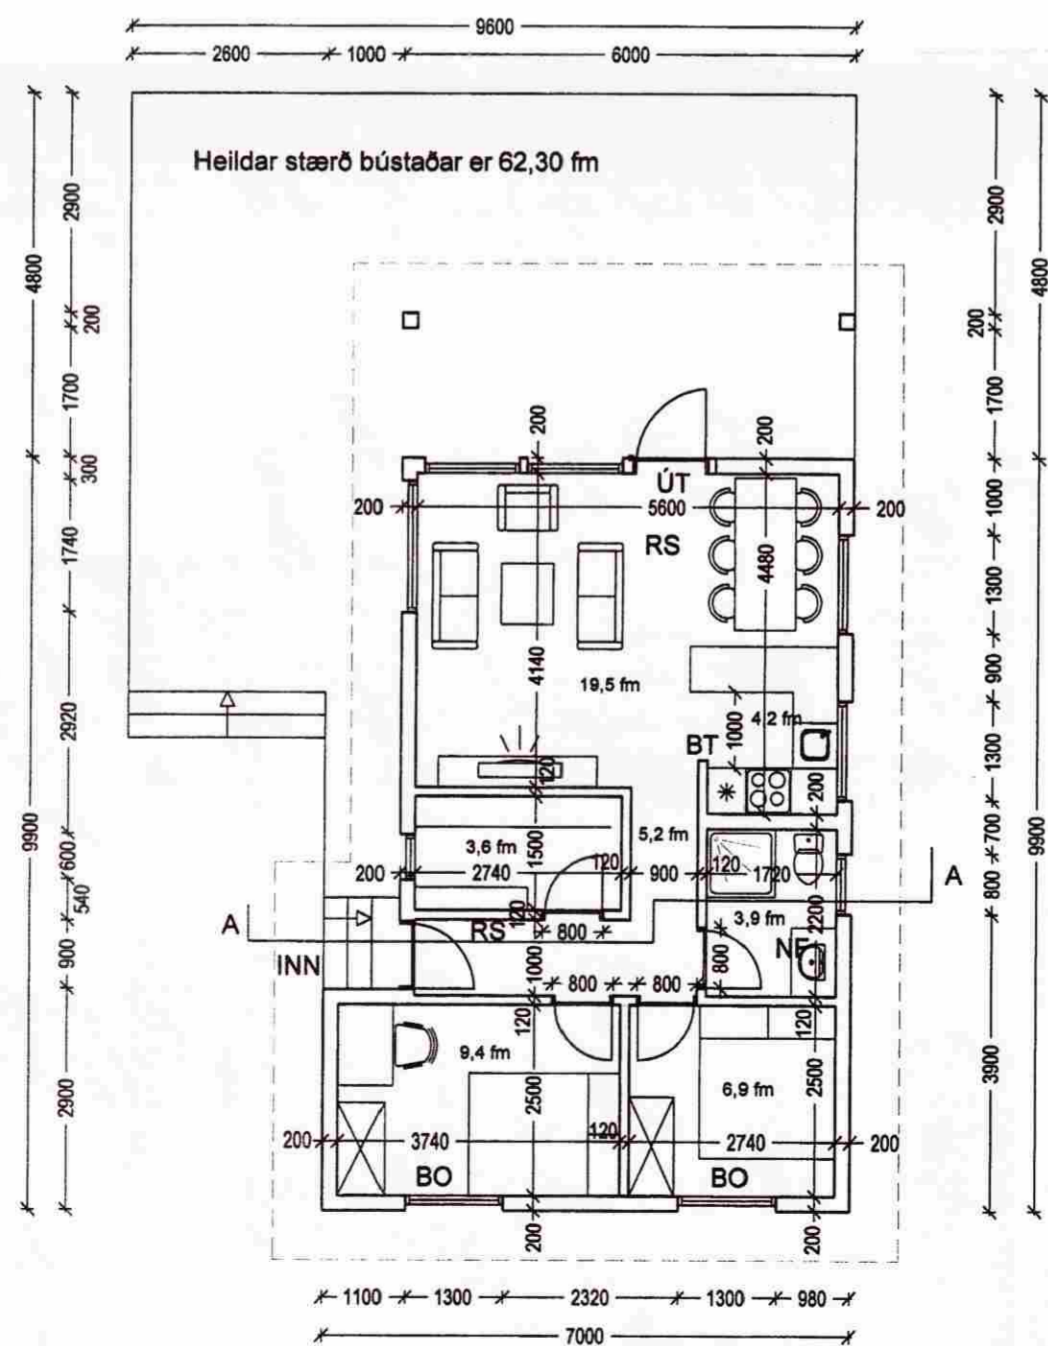 9600
2600 1000 6000
Heildar stærð bústaðar er 62,30 fm
4800
2900
200
1700
300
1740
2920
9900
600
540
900
2900
2900
4800
200
1700
1000
1300
900
1300
700
800
9900
3900
200
200
ÚT
200 5600 200
RS
4480
4140
19,5 fm
4,2 fm
1000
BT
120
200
5,2 fm
3,6 fm
1500
200 2740 120 900 120 1720
A
A
3,9 fm
2200
120
RS 800
NF
800
INN
1000
800 800
120
120
9,4 fm
6,9 fm
2500
2500
200 3740 120 2740 200
BO BO
200
200
1100 1300 2320 1300 980
7000